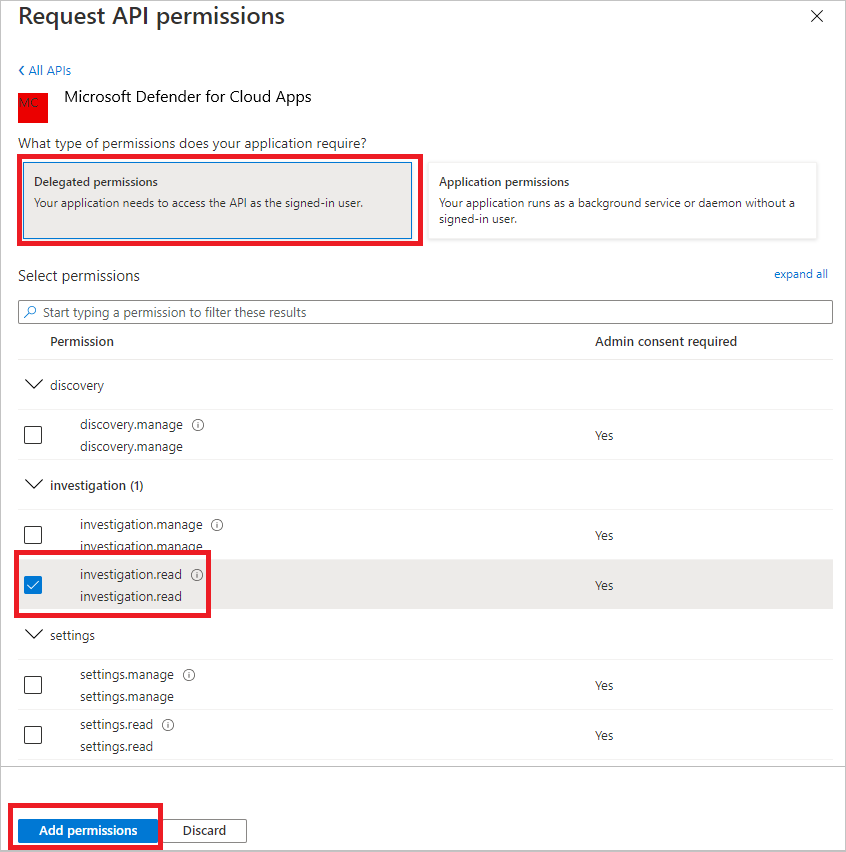 Request API permissions
All APIs
MC
Microsoft Defender for Cloud Apps
What type of permissions does your application require?
Delegated permissions
Your application needs to access the API as the signed-in user.
Application permissions
Your application runs as a background service or daemon without a
signed-in user.
Select permissions
expand all
Start typing a permission to filter these results
Permission
Admin consent required
discovery
discovery.manage
discovery.manage
Yes
investigation (1)
investigation.manage
investigation.manage
Yes
investigation.read
investigation.read
Yes
settings
settings.manage
settings.manage
Yes
settings.read
settings.read
Yes
Add permissions
Discard